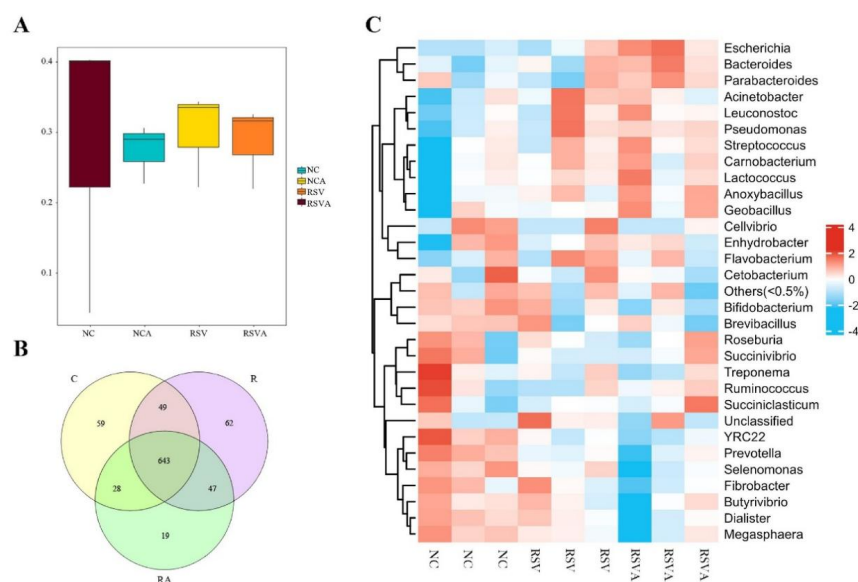 A
0.4
0.3
0.2
0.1
NC
NCA
RSV
RSVA
NC
NCA
RSV
RSVA
B
C
R
RA
59
49
62
643
28
47
19
C
Escherichia
Bacteroides
Parabacteroides
Acinetobacter
Leuconostoc
Pseudomonas
Streptococcus
Carnobacterium
Lactococcus
Anoxybacillus
Geobacillus
Cellvibrio
Enhydrobacter
Flavobacterium
Cetobacterium
Others(<0.5%)
Bifidobacterium
Brevibacillus
Roseburia
Succinivibrio
Treponema
Ruminococcus
Succiniclasticum
Unclassified
YRC22
Prevotella
Selenomonas
Fibrobacter
Butyrivibrio
Dialister
Megasphaera
NC
NC
NC
RSV
RSV
RSV
RSVA
RSVA
RSVA
4
2
0
-2
-4